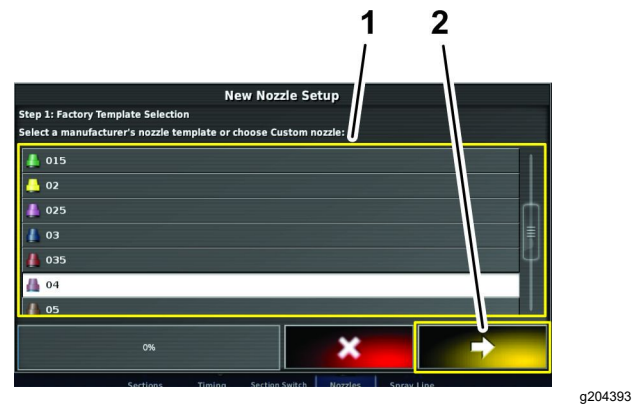 1 2
New Nozzle Setup
Step 1: Factory Template Selection
Select a manufacturer's nozzle template or choose Custom nozzle:
015
02
025
03
035
04
05
0%
Sections Timing Section Switch Nozzles Spray Line
g204393